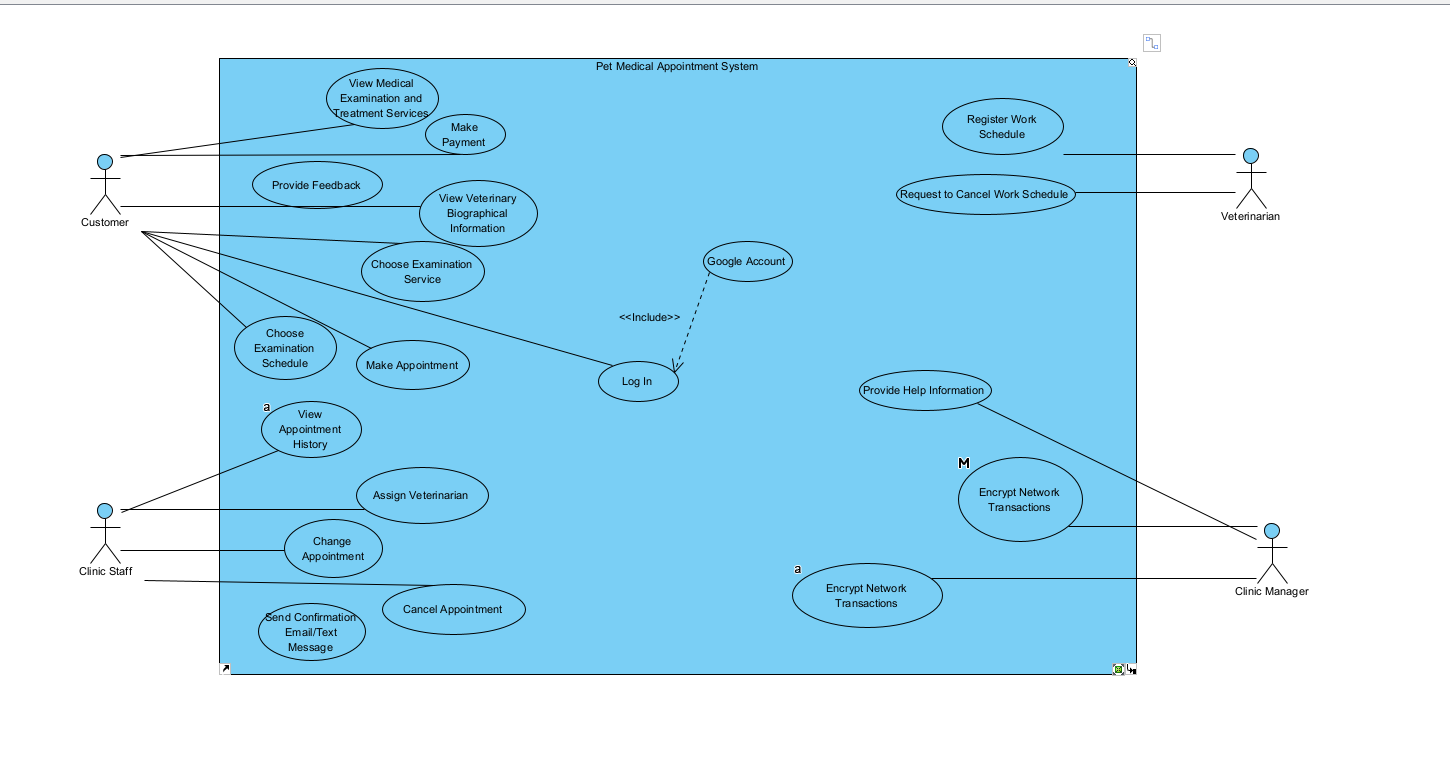 Pet Medical Appointment System
View Medical
Examination and
Treatment Services
Make
Payment
Register Work
Schedule
Provide Feedback
Request to Cancel Work Schedule
View Veterinary
Biographical
Information
Customer
Veterinarian
Choose Examination
Service
Google Account
<<Include>>
Choose
Examination
Schedule
Make Appointment
Log In
Provide Help Information
a
View
Appointment
History
M
Encrypt Network
Transactions
Assign Veterinarian
Change
Appointment
Clinic Staff
a
Encrypt Network
Transactions
Clinic Manager
Cancel Appointment
Send Confirmation
Email/Text
Message